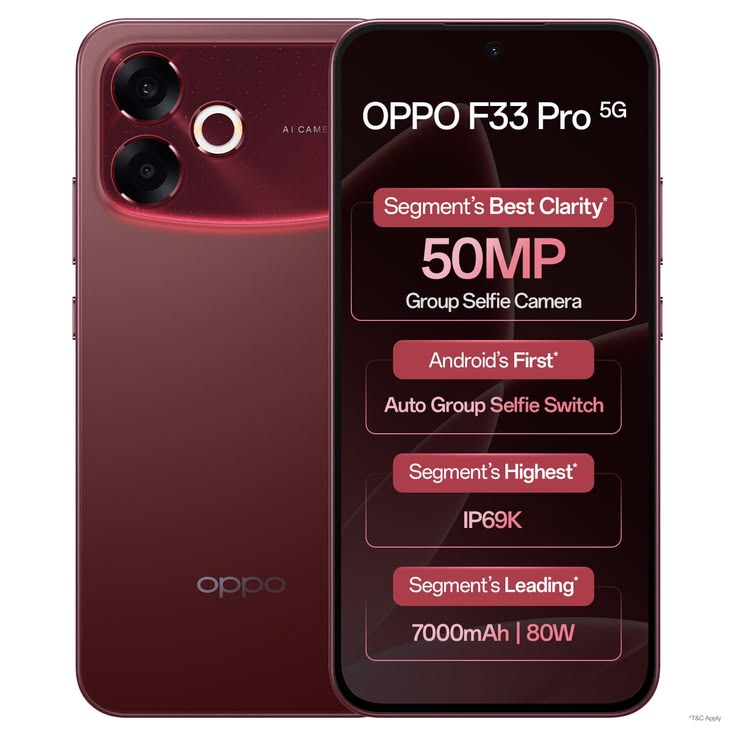 AI CAME
oppo
OPPO F33 Pro 5G
Segment's Best Clarity*
50MP
Group Selfie Camera
Android's First*
Auto Group Selfie Switch
Segment's Highest*
IP69K
Segment's Leading*
7000mAh | 80W
*T&C Apply